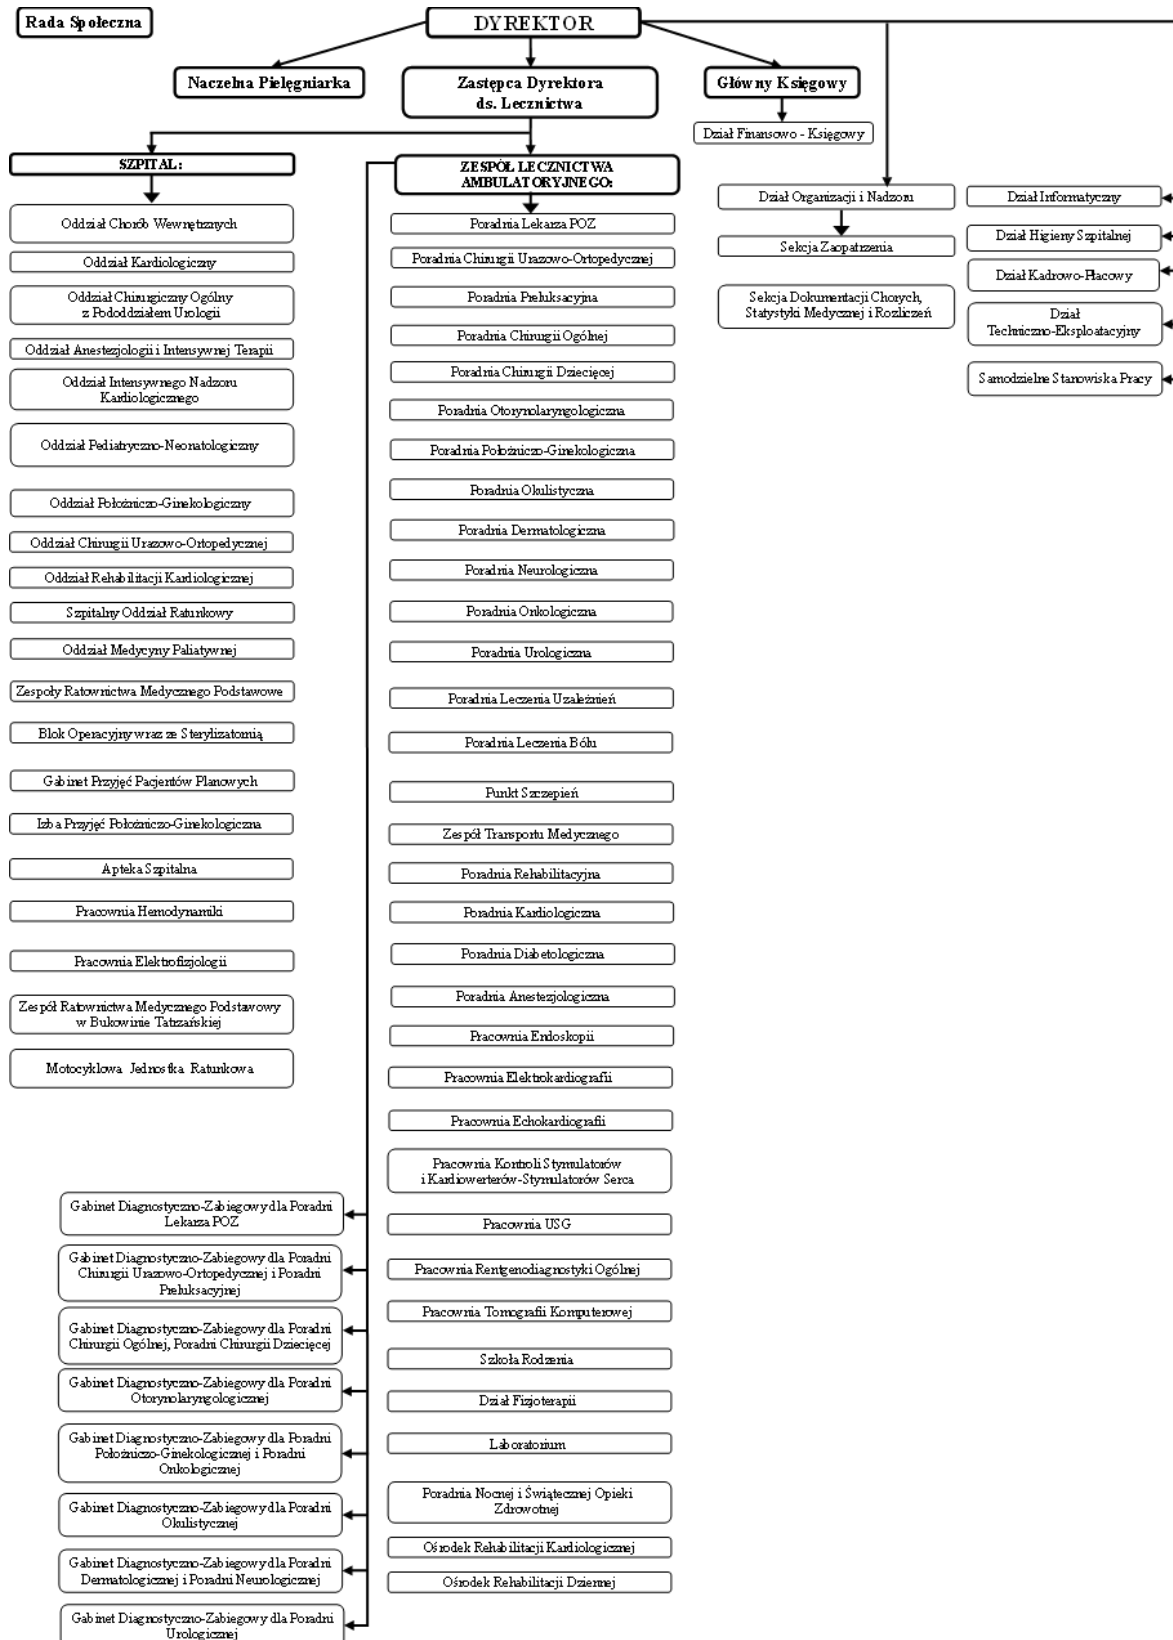 Rada Społeczna
DYREKTOR
Naczelna Pielęgniarka
Zastępca Dyrektora
ds. Lecznictwa
Główny Księgowy
Dział Finansowo - Księgowy
SZPITAL:
Oddział Chorób Wewnętrznych
Oddział Kardiologiczny
Oddział Chirurgiczny Ogólny
z Pododdziałem Urologii
Oddział Anestezjologii i Intensywnej Terapii
Oddział Intensywnego Nadzoru
Kardiologicznego
Oddział Pediatryczno-Neonatologiczny
Oddział Położniczo-Ginekologiczny
Oddział Chirurgii Urazowo-Ortopedycznej
Oddział Rehabilitacji Kardiologicznej
Szpitalny Oddział Ratunkowy
Oddział Medycyny Paliatywnej
Zespoły Ratownictwa Medycznego Podstawowe
Blok Operacyjny wraz ze Sterylizatornią
Gabinet Przyjęć Pacjentów Planowych
Izba Przyjęć Położniczo-Ginekologiczna
Apteka Szpitalna
Pracownia Hemodynamiki
Pracownia Elektrofizjologii
Zespół Ratownictwa Medycznego Podstawowy
w Bukowinie Tatrzańskiej
Motocyklowa Jednostka Ratunkowa
ZESPÓŁ LECZNICTWA
AMBULATORYJNEGO:
Poradnia Lekarza POZ
Poradnia Chirurgii Urazowo-Ortopedycznej
Poradnia Preluksacyjna
Poradnia Chirurgii Ogólnej
Poradnia Chirurgii Dziecięcej
Poradnia Otorynolaryngologiczna
Poradnia Położniczo-Ginekologiczna
Poradnia Okulistyczna
Poradnia Dermatologiczna
Poradnia Neurologiczna
Poradnia Onkologiczna
Poradnia Urologiczna
Poradnia Leczenia Uzależnień
Poradnia Leczenia Bólu
Punkt Szczepień
Zespół Transportu Medycznego
Poradnia Rehabilitacyjna
Poradnia Kardiologiczna
Poradnia Diabetologiczna
Poradnia Anestezjologiczna
Pracownia Endoskopii
Pracownia Elektrokardiografii
Pracownia Echokardiografii
Pracownia Kontroli Stymulatorów
i Kardiowerterów-Stymulatorów Serca
Pracownia USG
Pracownia Rentgenodiagnostyki Ogólnej
Pracownia Tomografii Komputerowej
Szkoła Rodzenia
Dział Fizjoterapii
Laboratorium
Poradnia Nocnej i Świątecznej Opieki
Zdrowotnej
Ośrodek Rehabilitacji Kardiologicznej
Ośrodek Rehabilitacji Dziennej
Gabinet Diagnostyczno-Zabiegowy dla Poradni
Lekarza POZ
Gabinet Diagnostyczno-Zabiegowy dla Poradni
Chirurgii Urazowo-Ortopedycznej i Poradni
Preluksacyjnej
Gabinet Diagnostyczno-Zabiegowy dla Poradni
Chirurgii Ogólnej, Poradni Chirurgii Dziecięcej
Gabinet Diagnostyczno-Zabiegowy dla Poradni
Otorynolaryngologicznej
Gabinet Diagnostyczno-Zabiegowy dla Poradni
Położniczo-Ginekologicznej i Poradni
Onkologicznej
Gabinet Diagnostyczno-Zabiegowy dla Poradni
Okulistycznej
Gabinet Diagnostyczno-Zabiegowy dla Poradni
Dermatologicznej i Poradni Neurologicznej
Gabinet Diagnostyczno-Zabiegowy dla Poradni
Urologicznej
Dział Organizacji i Nadzoru
Sekcja Zaopatrzenia
Sekcja Dokumentacji Chorych,
Statystyki Medycznej i Rozliczeń
Dział Informatyczny
Dział Higieny Szpitalnej
Dział Kadrowo-Płacowy
Dział
Techniczno-Eksploatacyjny
Samodzielne Stanowiska Pracy